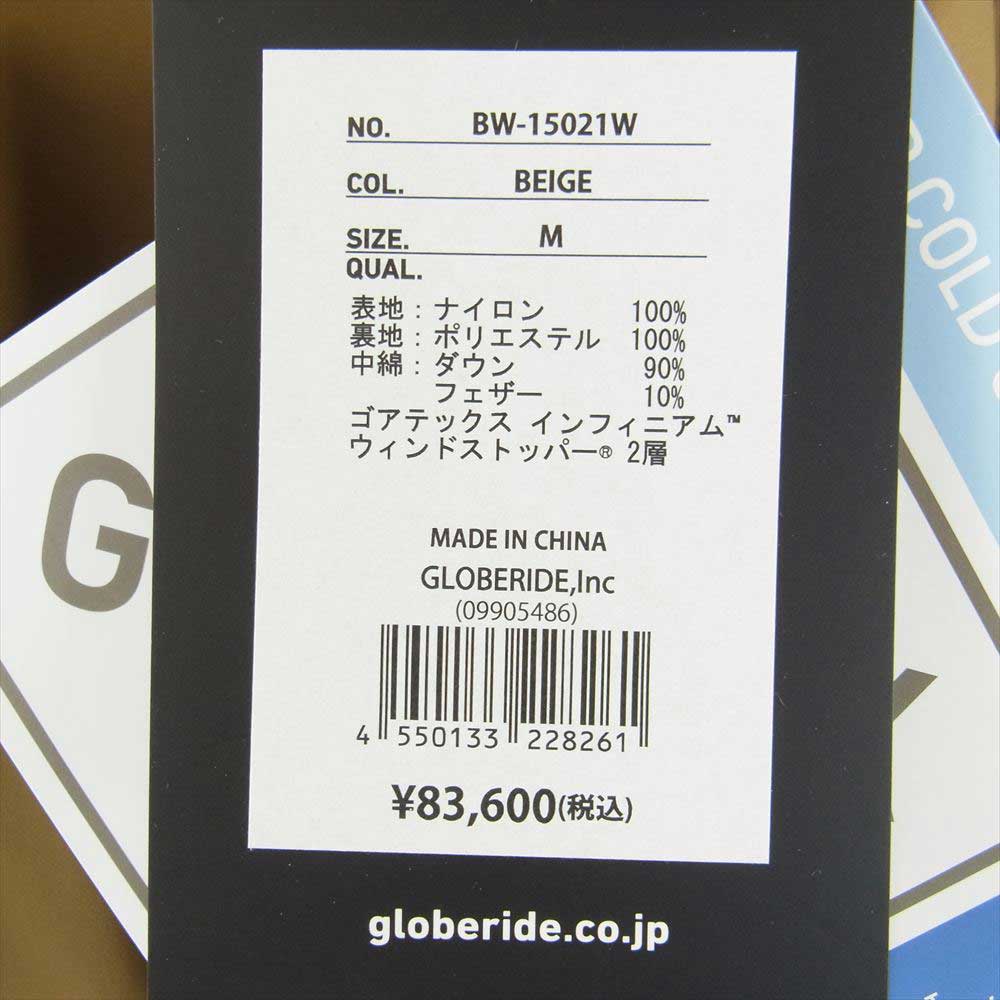 NO. BW-15021W
COL. BEIGE
SIZE. M
QUAL.
表地：ナイロン 100%
裏地：ポリエステル 100%
中綿：ダウン 90%
フェザー 10%
ゴアテックス インフィニアム™
ウィンドストッパー® 2層
MADE IN CHINA
GLOBERIDE,Inc
(09905486)
4 550133 228261
¥83,600(税込)
globeride.co.jp
G
COLD